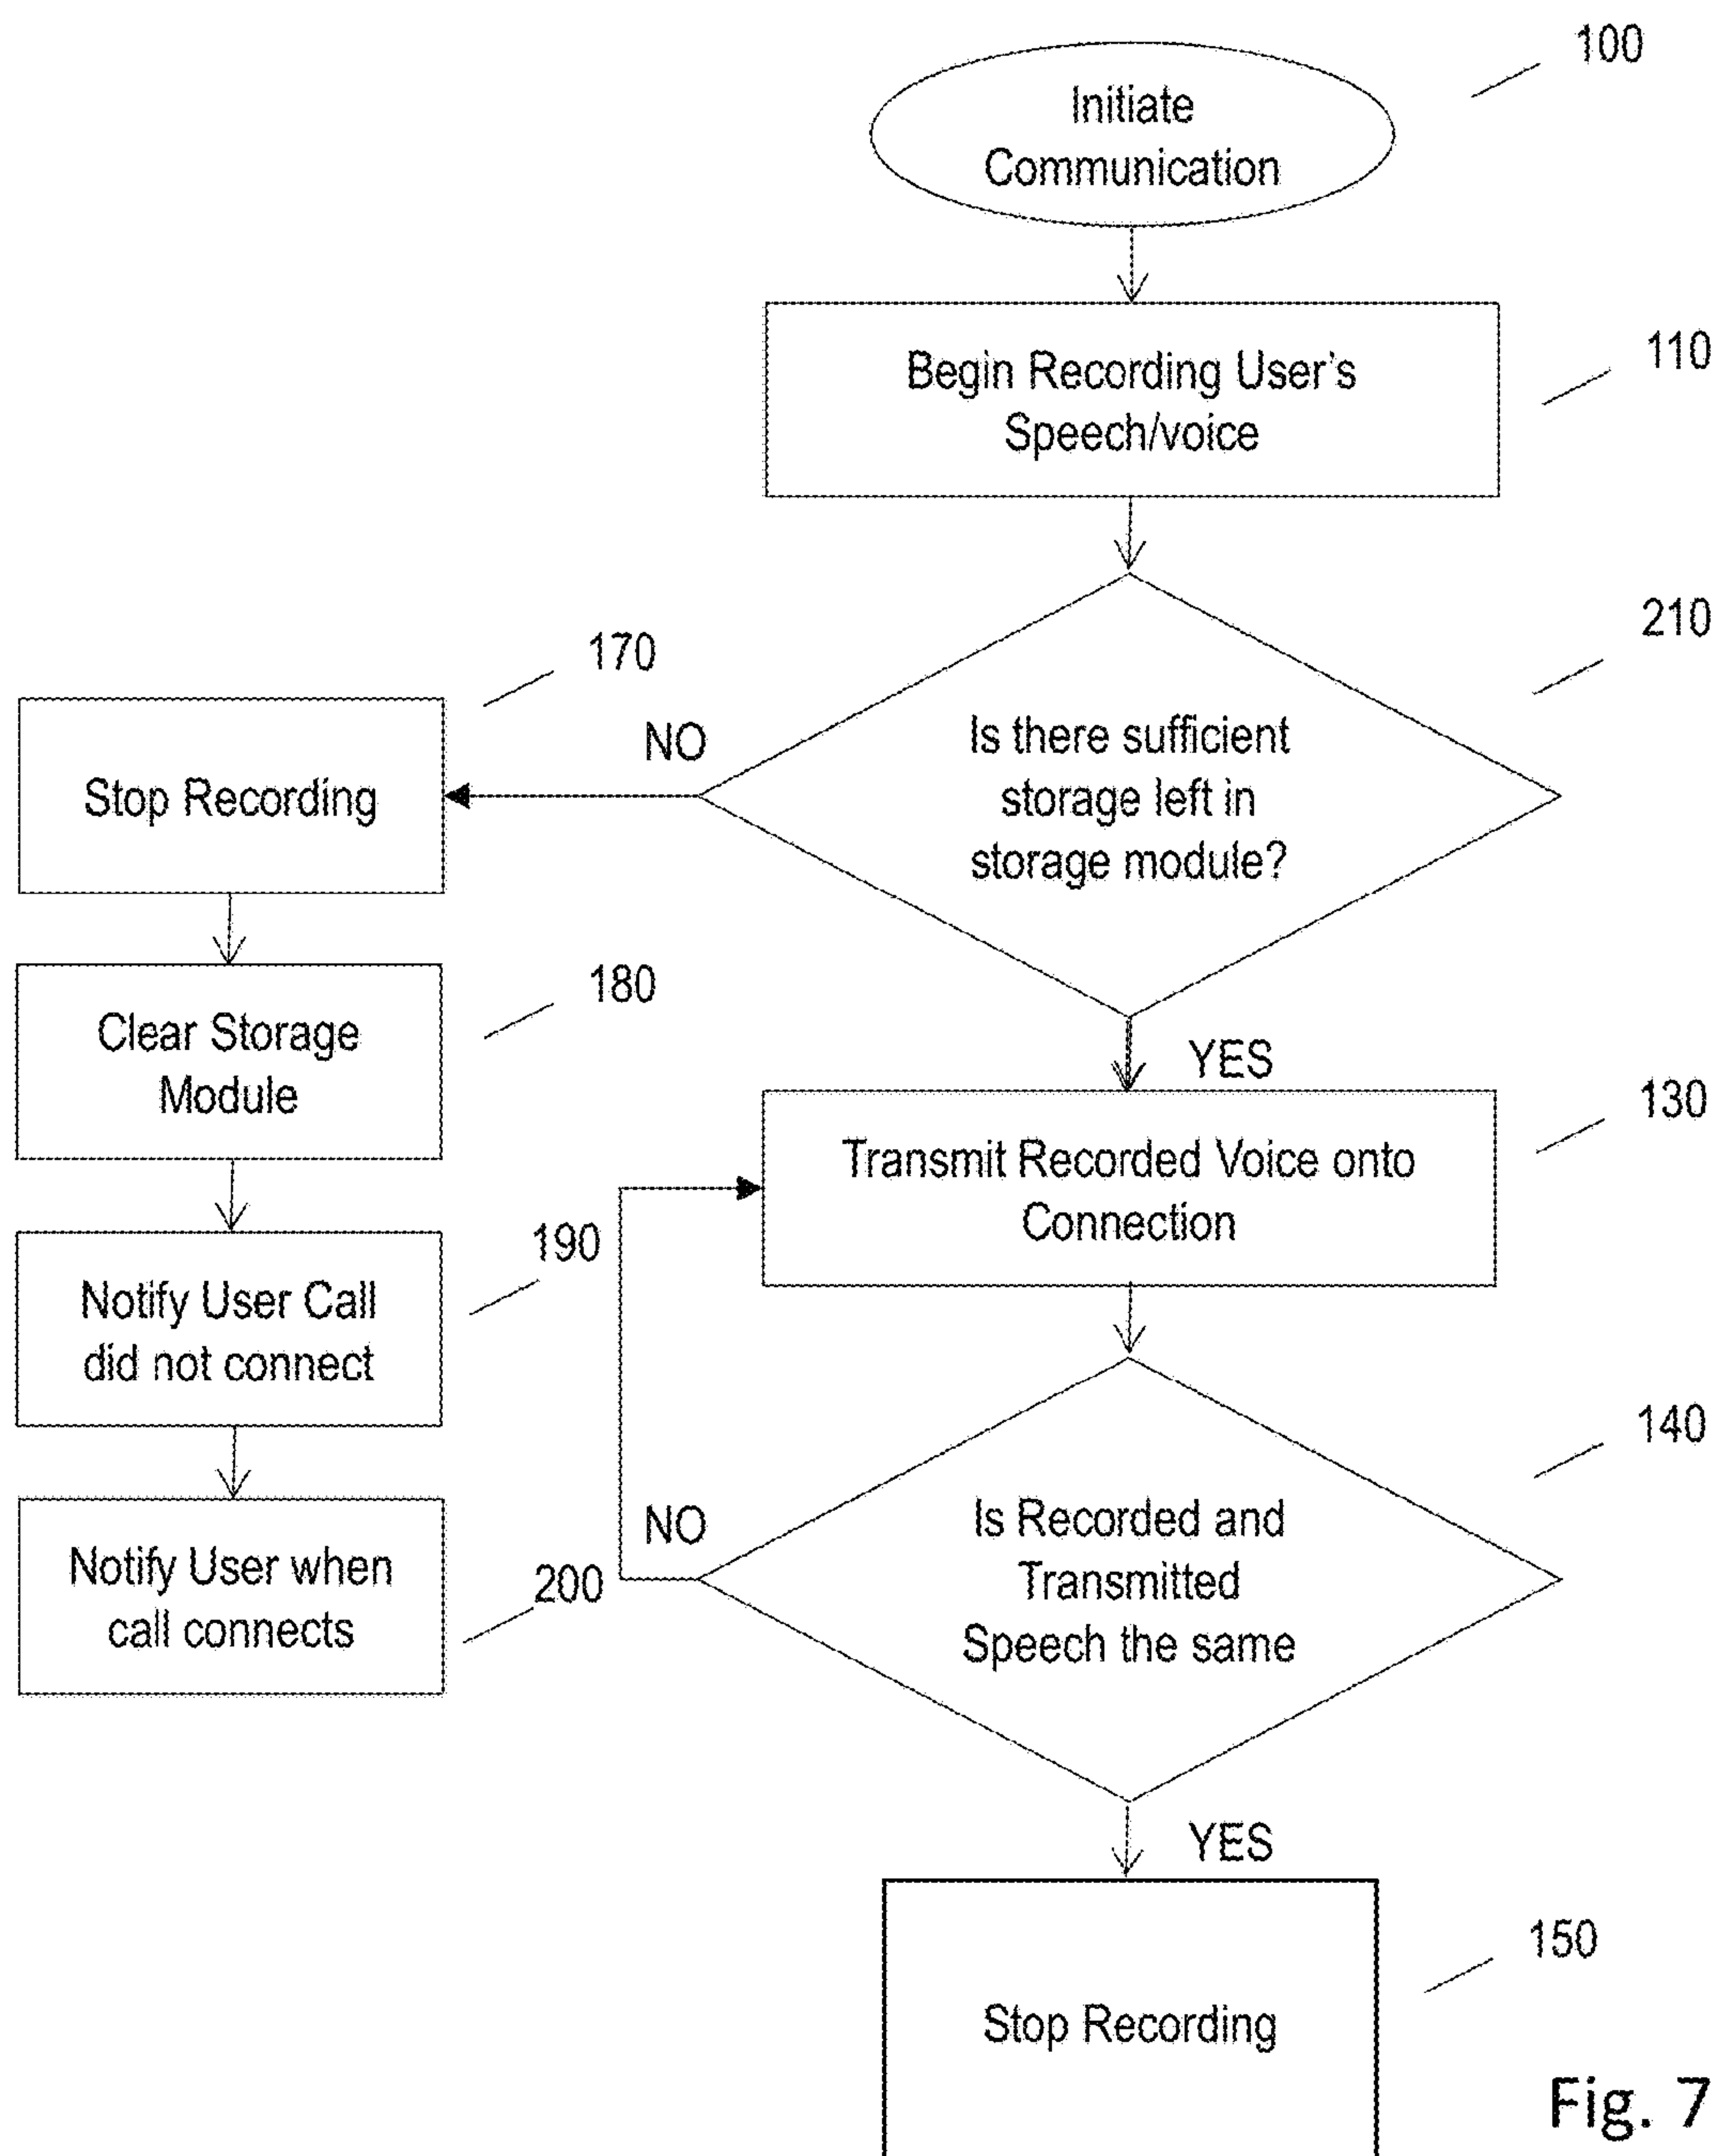 100
Initiate
Communication
110
Begin Recording User's
Speech/voice
210
Is there sufficient
storage left in
storage module?
NO
170
Stop Recording
180
Clear Storage
Module
190
Notify User Call
did not connect
200
Notify User when
call connects
YES
130
Transmit Recorded Voice onto
Connection
140
Is Recorded and
Transmitted
Speech the same
NO
YES
150
Stop Recording
Fig. 7